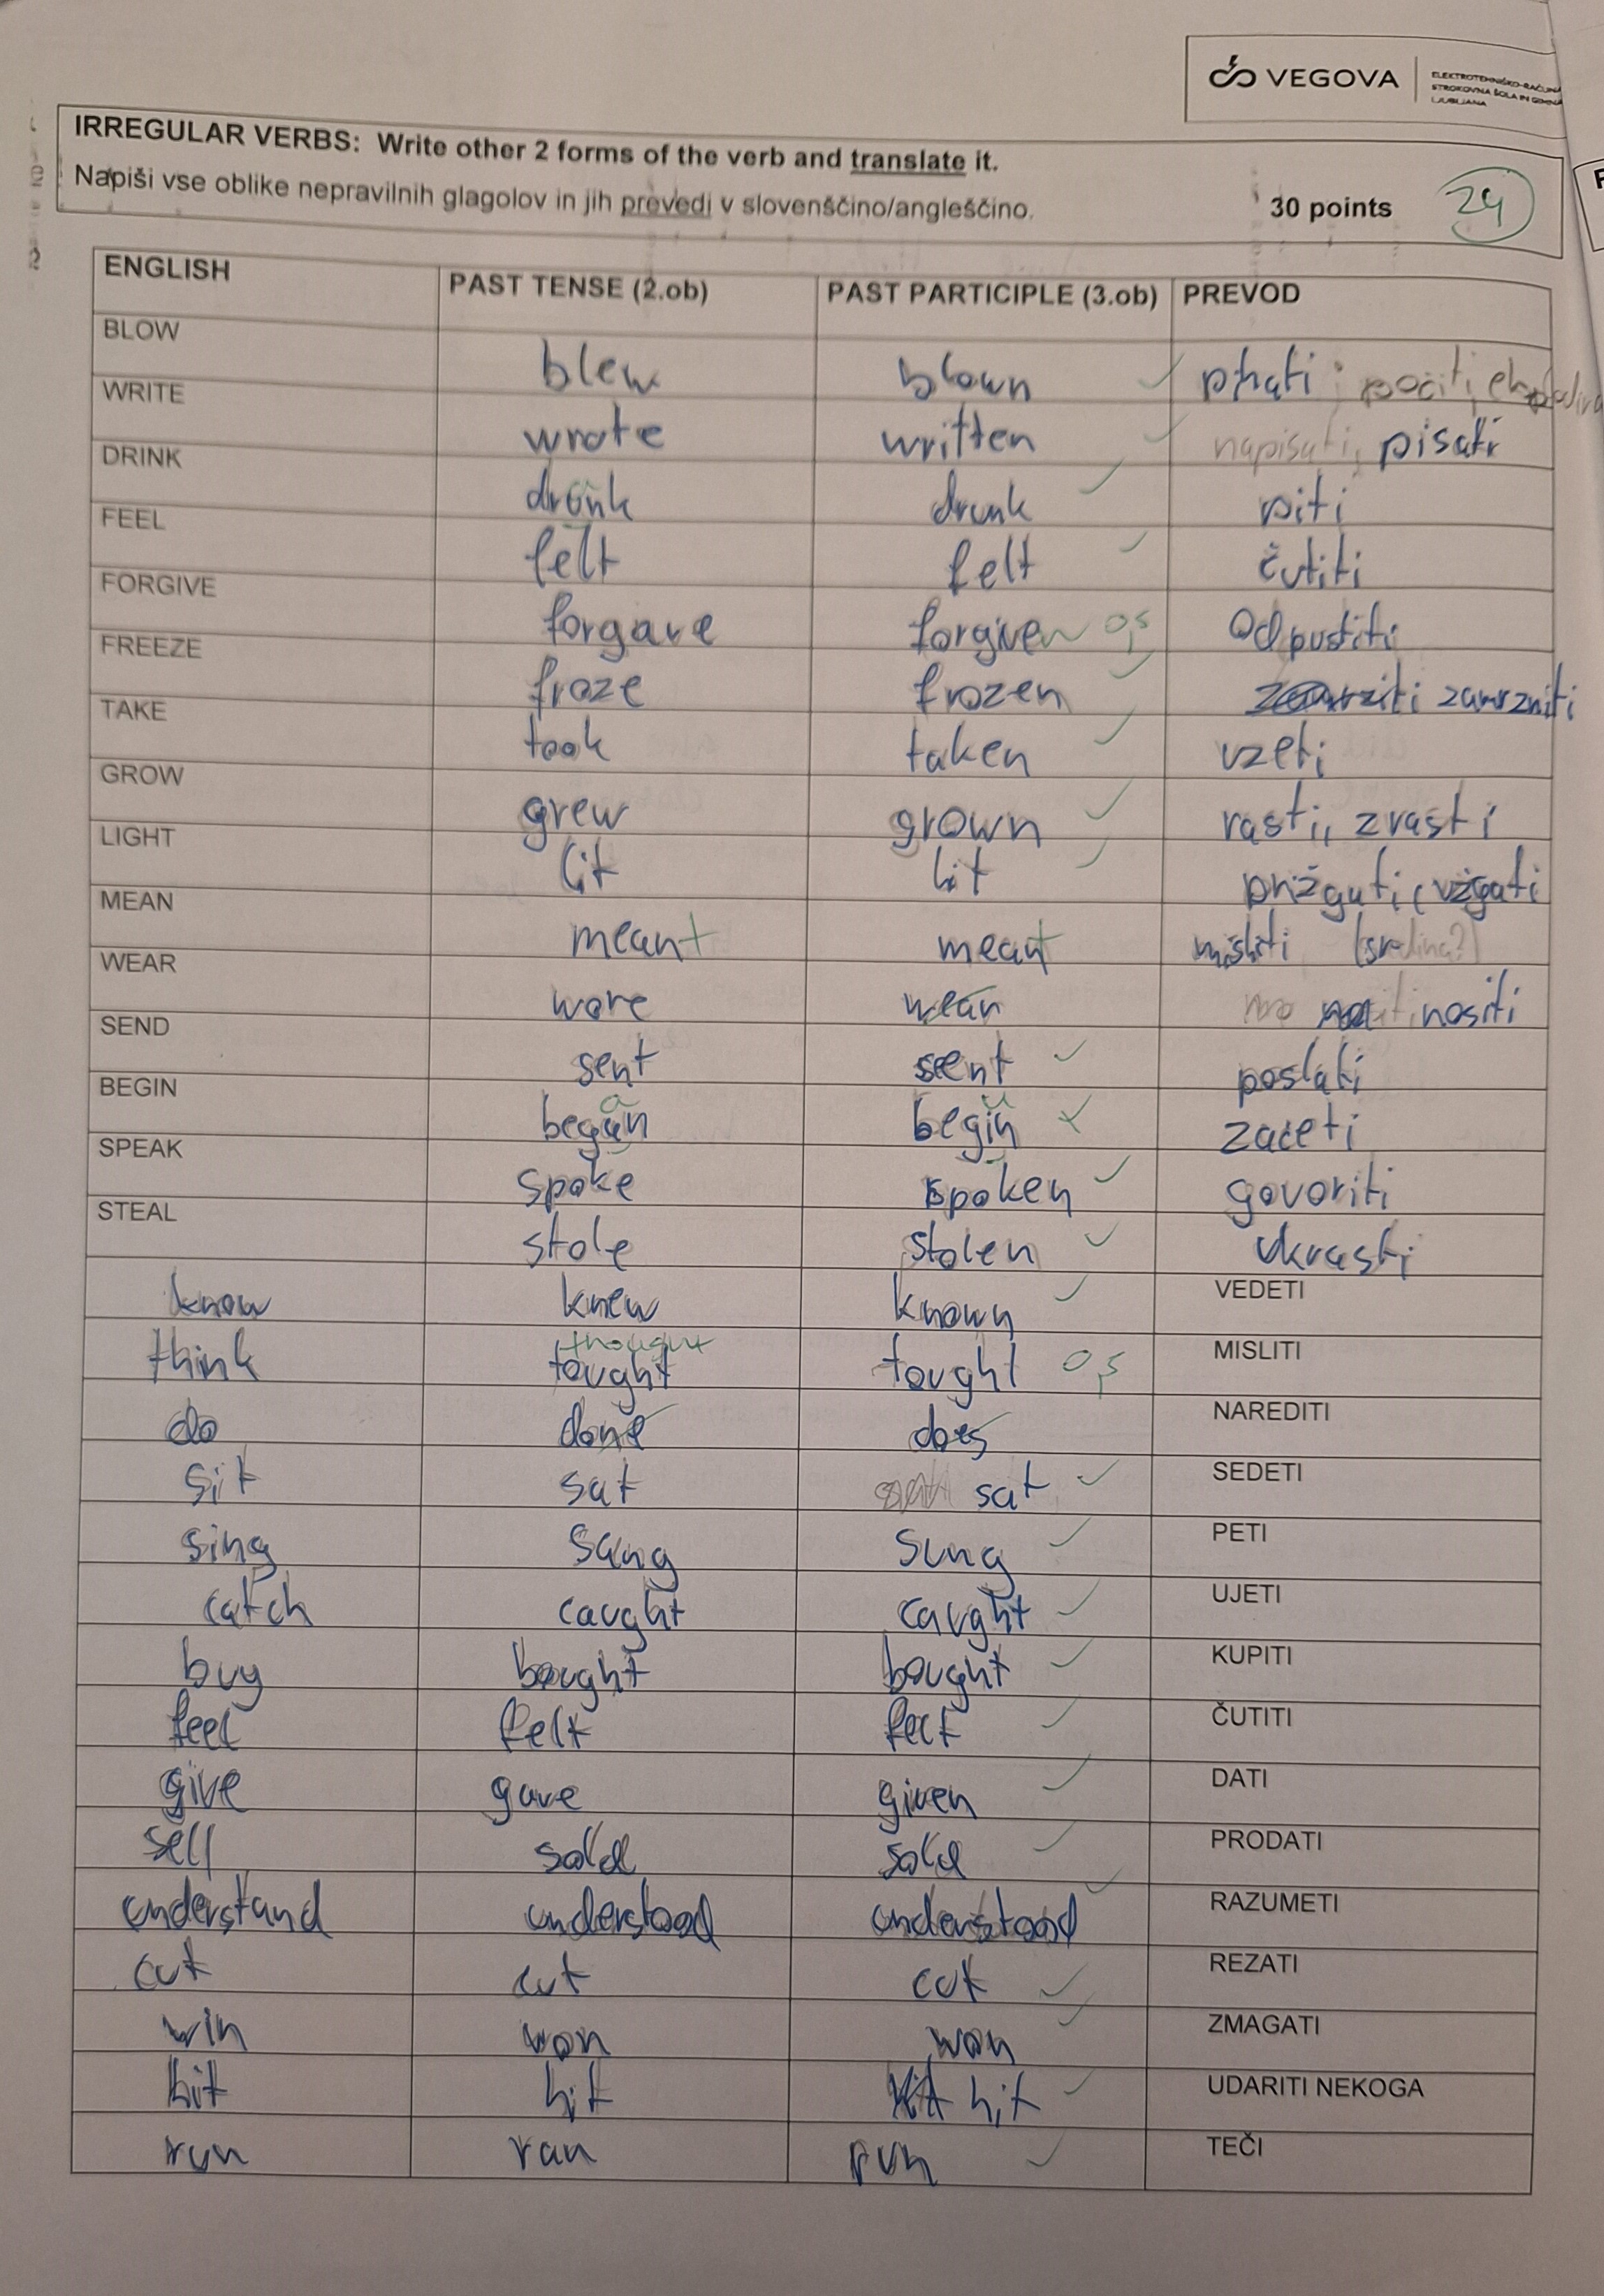 VEGOVA
ELEKTROTEHNIŠKO-RAČUN
STROKOVNA ŠOLA IN GIMNA
LJUBLJANA
IRREGULAR VERBS: Write other 2 forms of the verb and translate it.
Napiši vse oblike nepravilnih glagolov in jih prevedi v slovenščino/angleščino.
30 points 24
ENGLISH PAST TENSE (2.ob) PAST PARTICIPLE (3.ob) PREVOD
BLOW blew blown pihati počiti,
WRITE wrote written napisati, pisati
DRINK drank drunk piti
FEEL felt felt čutiti
FORGIVE forgave forgiven 0,5 Odpustiti
FREEZE froze frozen zamrzniti
TAKE took taken vzeti
GROW grew grown rasti, zrasti
LIGHT lit lit prižgati, vžgati
MEAN meant meant misliti (sredina?)
WEAR wore wearn nositi
SEND sent sent poslati
BEGIN begun a begin u začeti
SPEAK spoke spoken govoriti
STEAL stole stolen ukrasti
know knew known VEDETI
thought
think tought tought 0,5 MISLITI
do done does NAREDITI
sit sat sat SEDETI
sing sang sung PETI
catch caught caught UJETI
buy bought bought KUPITI
feel felt felt ČUTITI
give gave given DATI
sell sold sold PRODATI
understand understood understood RAZUMETI
cut cut cut REZATI
win won won ZMAGATI
hit hit hit UDARITI NEKOGA
run ran run TEČI